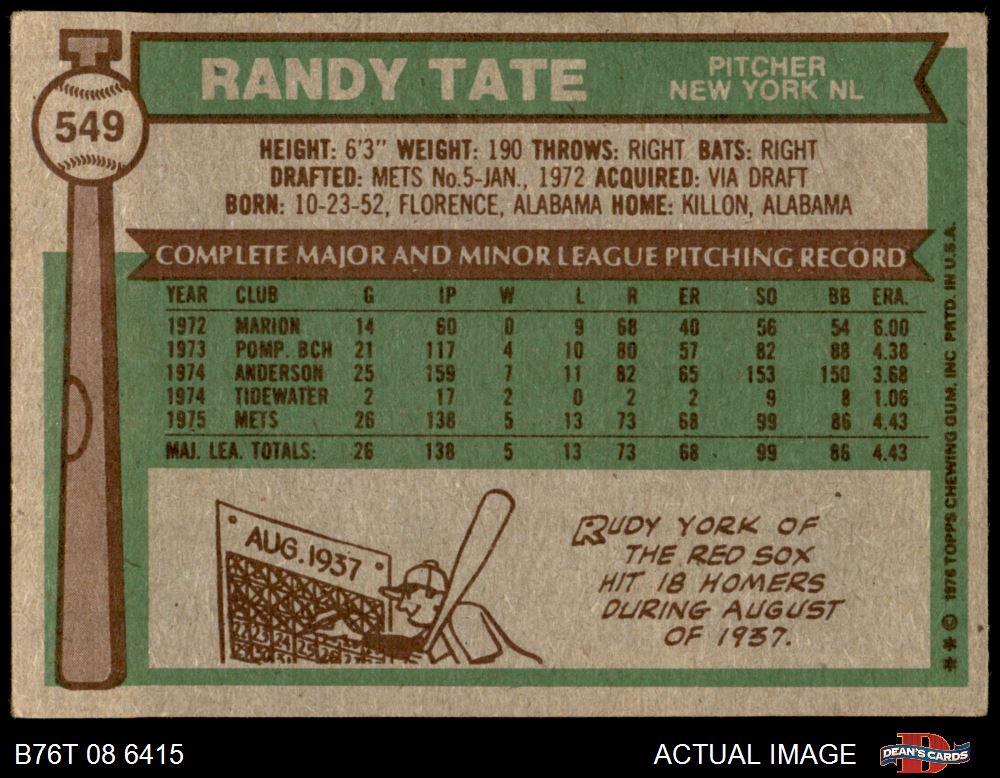 549
RANDY TATE
PITCHER
NEW YORK NL
HEIGHT: 6'3" WEIGHT: 190 THROWS: RIGHT BATS: RIGHT
DRAFTED: METS No.5-JAN., 1972 ACQUIRED: VIA DRAFT
BORN: 10-23-52, FLORENCE, ALABAMA HOME: KILLON, ALABAMA
COMPLETE MAJOR AND MINOR LEAGUE PITCHING RECORD
YEAR CLUB G IP W L R ER SO BB ERA.
1972 MARION 14 60 0 9 68 40 56 54 6.00
1973 POMP. BCH 21 117 4 10 80 57 82 88 4.38
1974 ANDERSON 25 159 7 11 82 65 153 150 3.68
1974 TIDEWATER 2 17 2 0 2 2 9 8 1.06
1975 METS 26 138 5 13 73 68 99 86 4.43
MAJ. LEA. TOTALS: 26 138 5 13 73 68 99 86 4.43
AUG. 1937
22 23 24 25 26 27
RUDY YORK OF
THE RED SOX
HIT 18 HOMERS
DURING AUGUST
OF 1937.
** © 1976 TOPPS CHEWING GUM, INC PRTD. IN U.S.A.
B76T 08 6415
ACTUAL IMAGE
D
DEAN'S CARDS